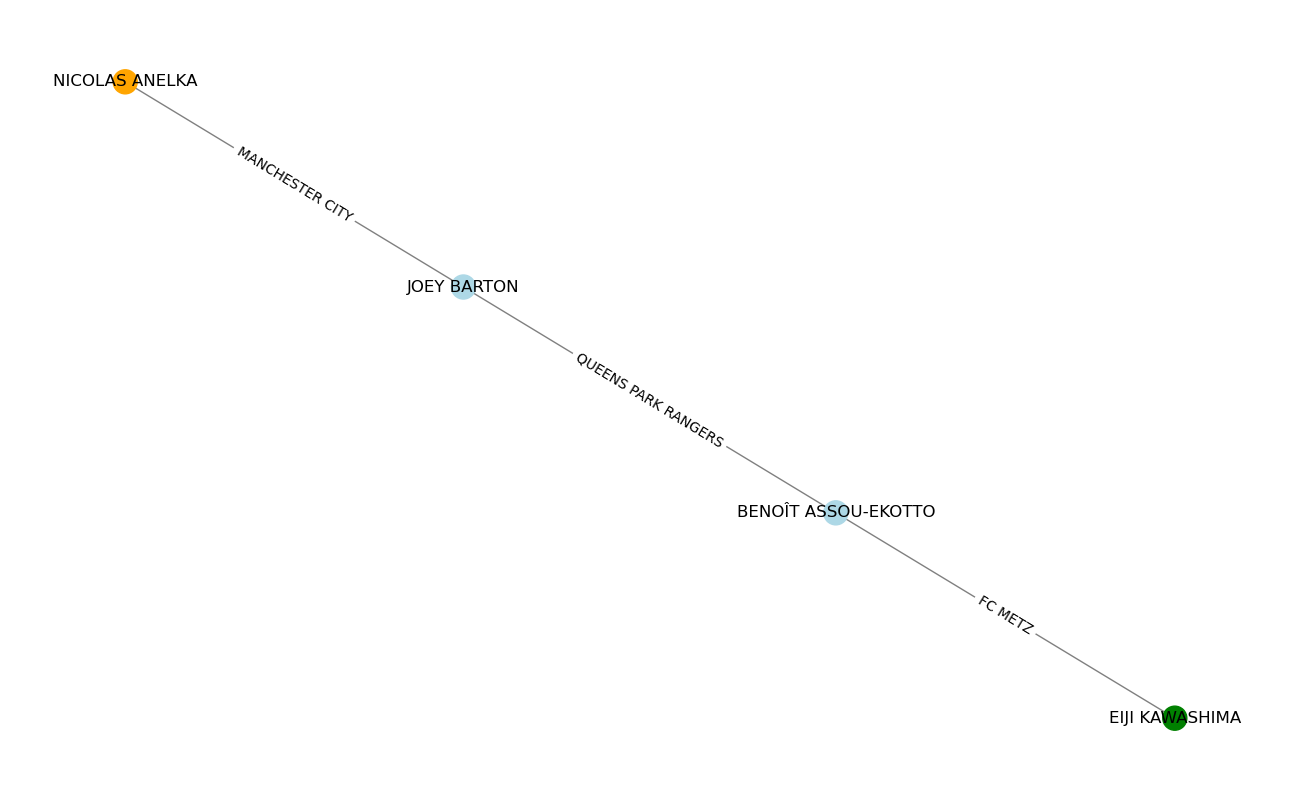 NICOLAS ANELKA
MANCHESTER CITY
JOEY BARTON
QUEENS PARK RANGERS
BENOÎT ASSOU-EKOTTO
FC METZ
EIJI KAWASHIMA